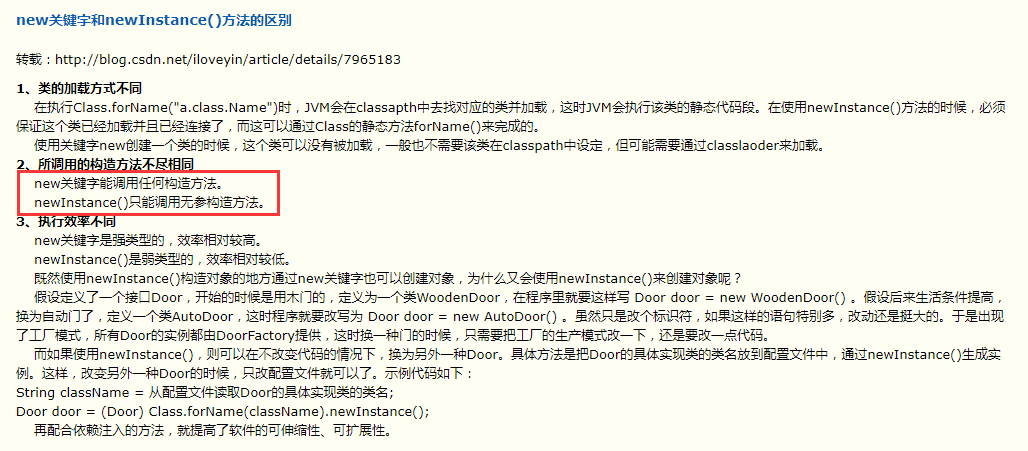 new关键字和newInstance()方法的区别
转载：http://blog.csdn.net/iloveyin/article/details/7965183
1、类的加载方式不同
在执行Class.forName("a.class.Name")时，JVM会在classapth中去找对应的类并加载，这时JVM会执行该类的静态代码段。在使用newInstance()方法的时候，必须
保证这个类已经加载并且已经连接了，而这可以通过Class的静态方法forName()来完成的。
使用关键字new创建一个类的时候，这个类可以没有被加载，一般也不需要该类在classpath中设定，但可能需要通过classlaoder来加载。
2、所调用的构造方法不尽相同
new关键字能调用任何构造方法。
newInstance()只能调用无参构造方法。
3、执行效率不同
new关键字是强类型的，效率相对较高。
newInstance()是弱类型的，效率相对较低。
既然使用newInstance()构造对象的地方通过new关键字也可以创建对象，为什么又会使用newInstance()来创建对象呢？
假设定义了一个接口Door，开始的时候是用木门的，定义为一个类WoodenDoor，在程序里就要这样写 Door door = new WoodenDoor() 。假设后来生活条件提高，
换为自动门了，定义一个类AutoDoor，这时程序就要改写为 Door door = new AutoDoor() 。虽然只是改个标识符，如果这样的语句特别多，改动还是挺大的。于是出现
了工厂模式，所有Door的实例都由DoorFactory提供，这时换一种门的时候，只需要把工厂的生产模式改一下，还是要改一点代码。
而如果使用newInstance()，则可以在不改变代码的情况下，换为另外一种Door。具体方法是把Door的具体实现类的类名放到配置文件中，通过newInstance()生成实
例。这样，改变另外一种Door的时候，只改配置文件就可以了。示例代码如下：
String className = 从配置文件读取Door的具体实现类的类名;
Door door = (Door) Class.forName(className).newInstance();
再配合依赖注入的方法，就提高了软件的可伸缩性、可扩展性。